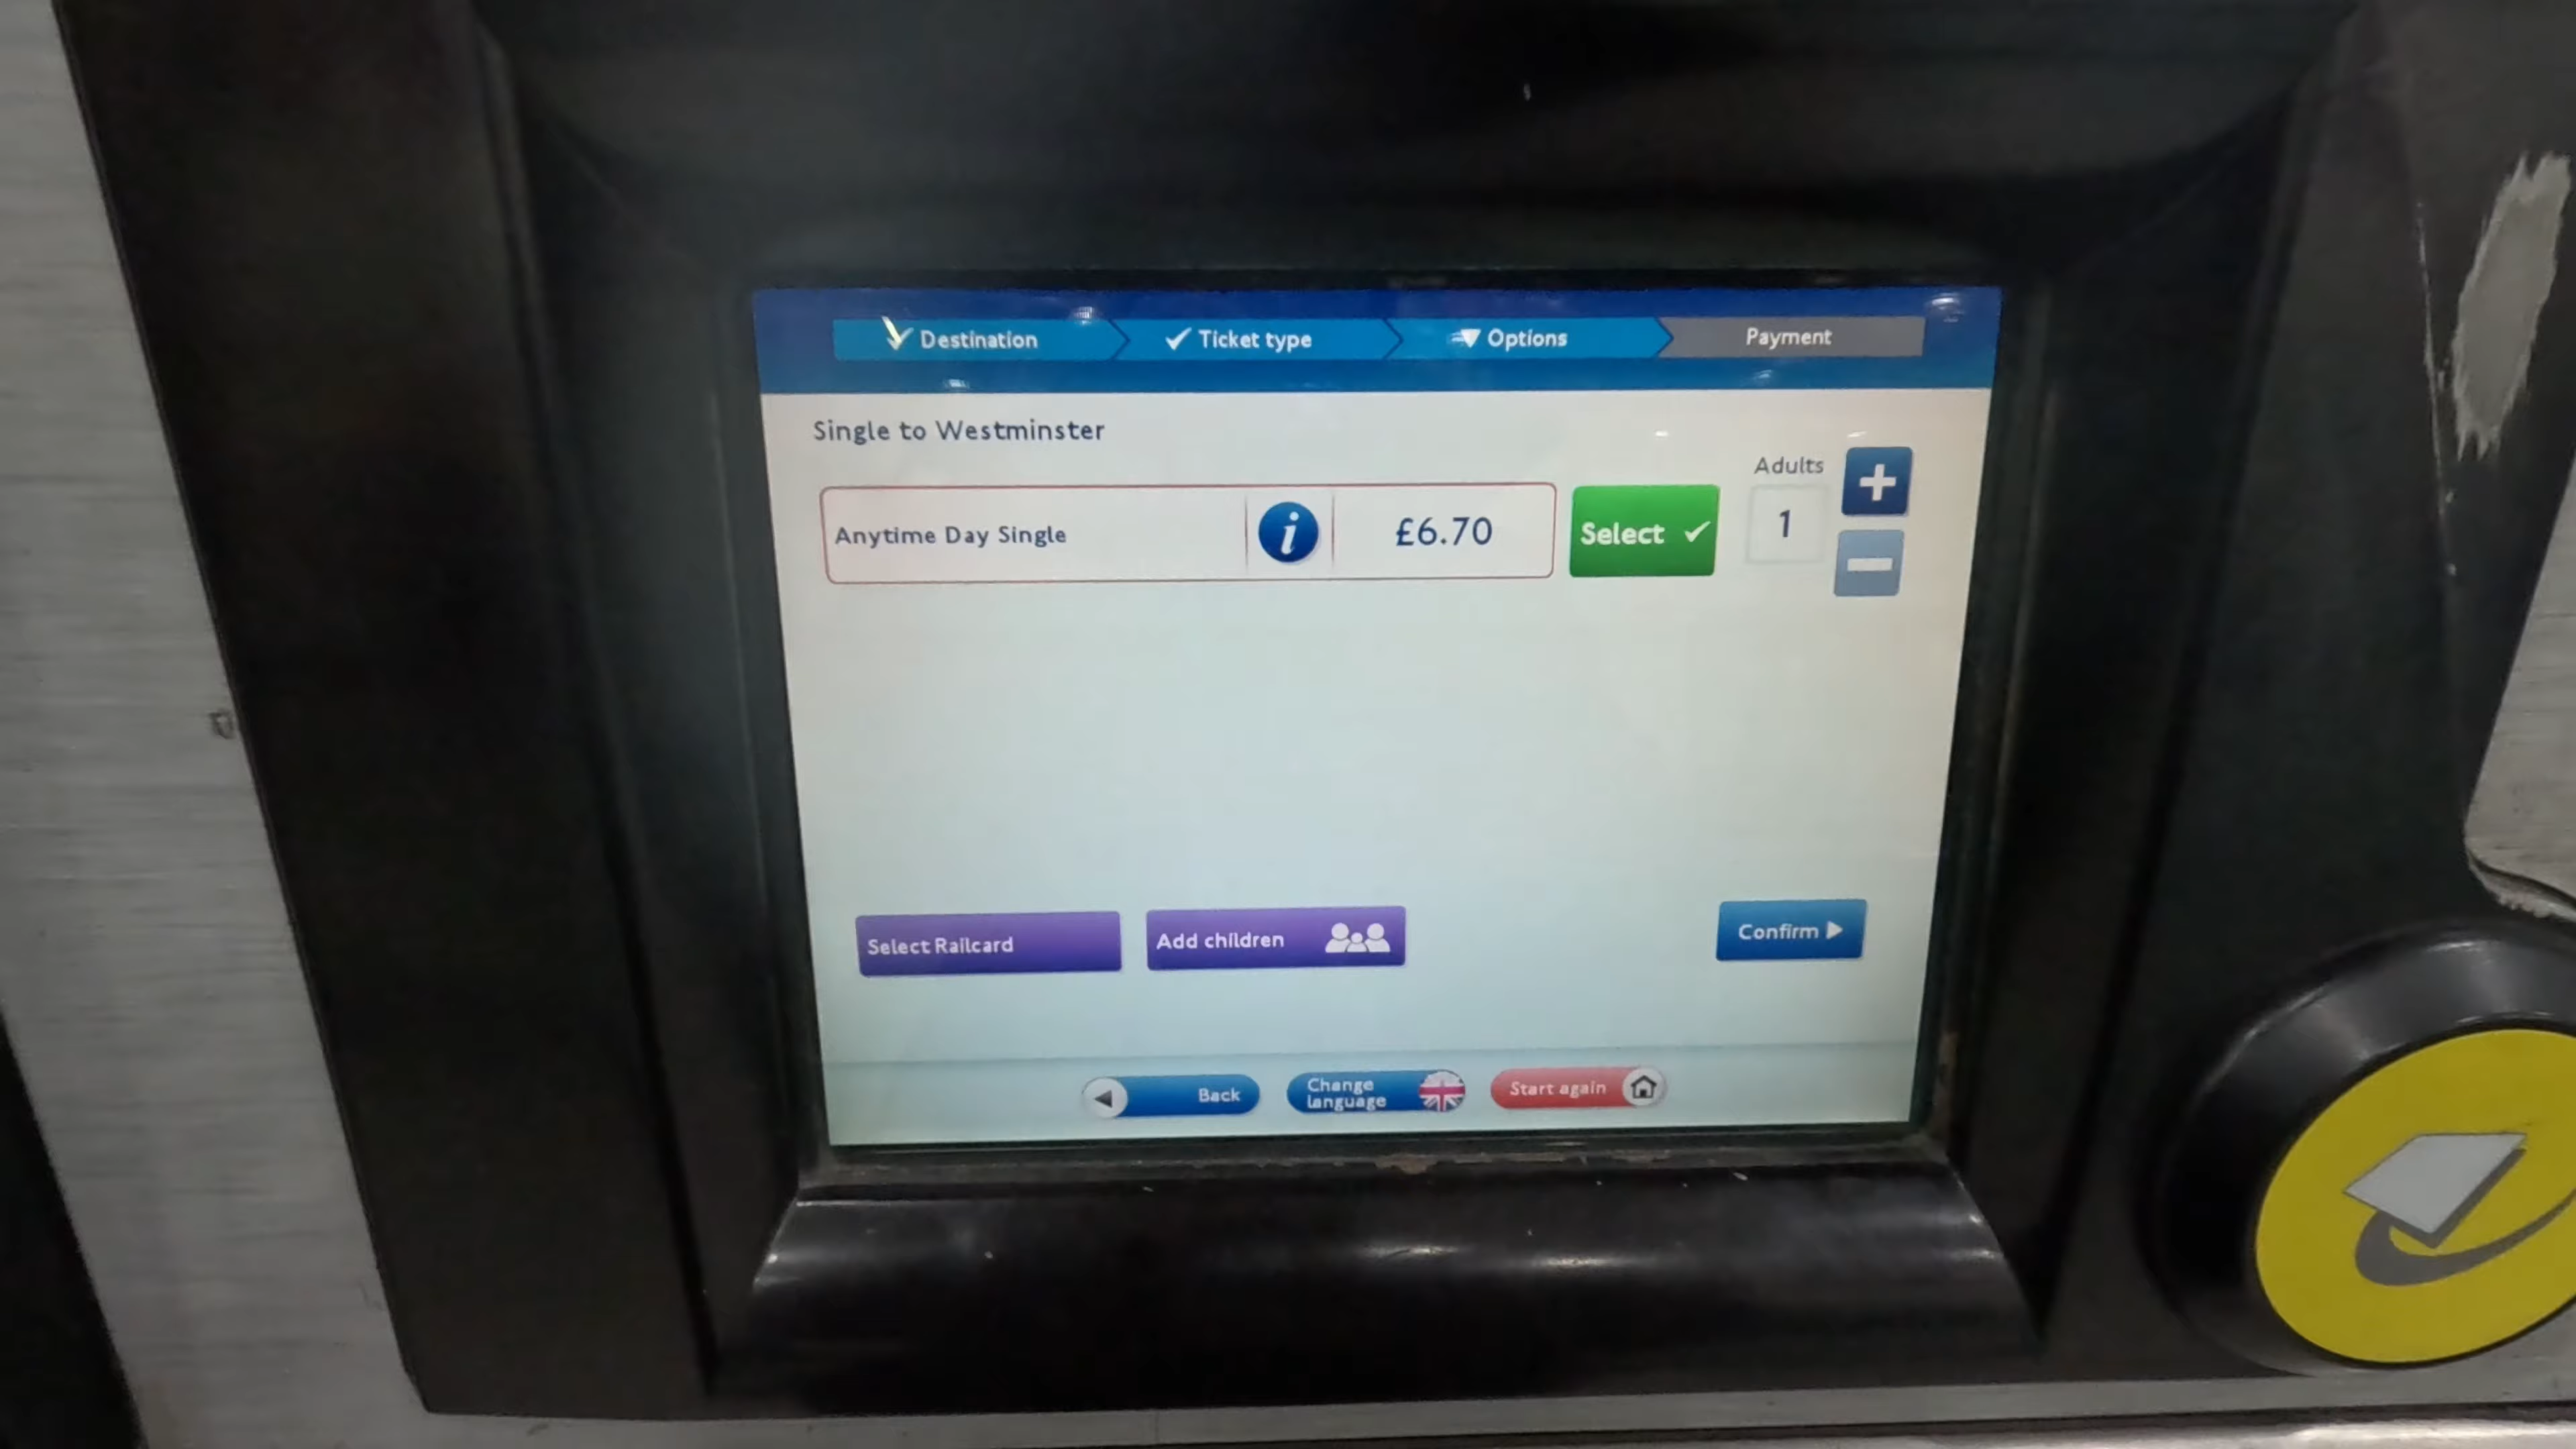 Destination
Ticket type
Options
Payment
Single to Westminster
Adults
Anytime Day Single
i
£6.70
Select
1
Select Railcard
Add children
Confirm
Back
Change
language
Start again